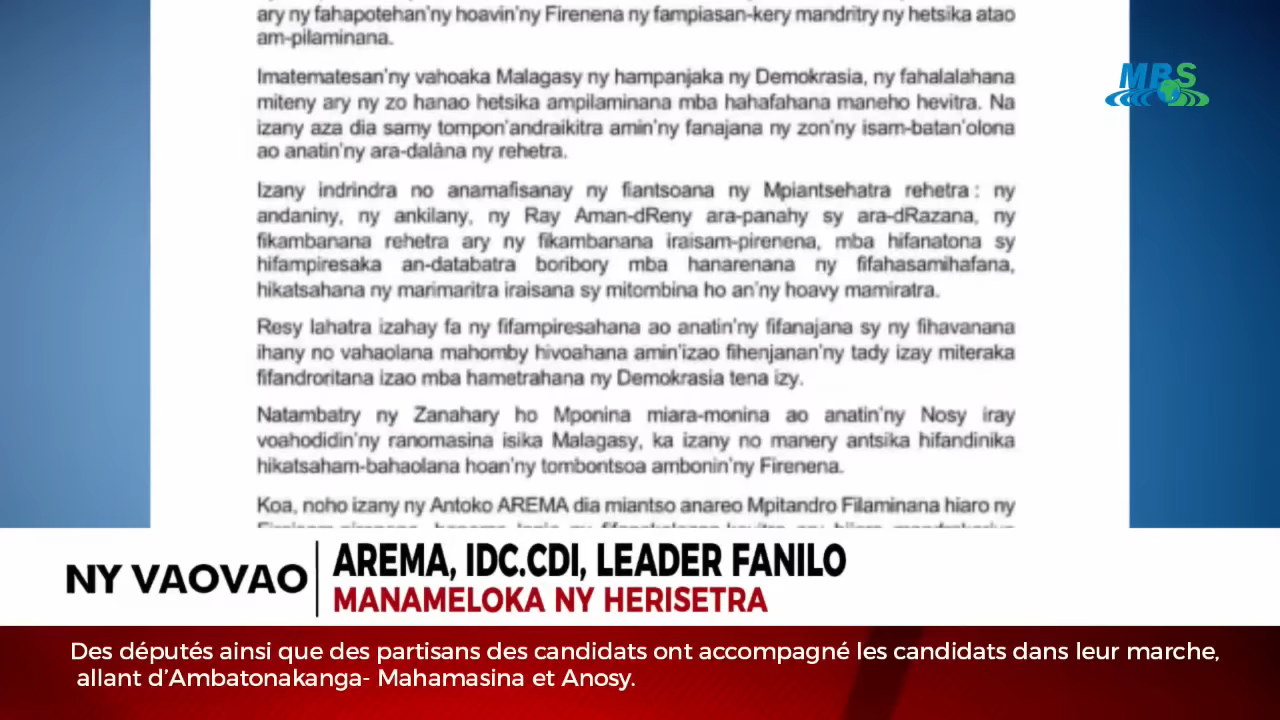 ary ny fahapotehan'ny hoavin'ny Firenena ny fampiasan-kery mandritry ny hetsika atao
am-pilaminana.
Imatematesan'ny vahoaka Malagasy ny hampanjaka ny Demokrasia, ny fahalalahana
miteny ary ny zo hanao hetsika ampilaminana mba hahafahana maneho hevitra. Na
izany aza dia samy tompon'andraikitra amin'ny fanajana ny zon'ny isam-batan'olona
ao anatin'ny ara-dalàna ny rehetra.
MBS
Izany indrindra no anamafisanay ny fiantsoana ny Mpiantsehatra rehetra : ny
andaniny, ny ankilany, ny Ray Aman-dReny ara-panahy sy ara-dRazana, ny
fikambanana rehetra ary ny fikambanana iraisam-pirenena, mba hifanatona sy
hifampiresaka an-databatra boribory mba hanarenana ny fifahasamihafana,
hikatsahana ny marimaritra iraisana sy mitombina ho an'ny hoavy mamiratra.
Resy lahatra izahay fa ny fifampiresahana ao anatin'ny fifanajana sy ny fihavanana
ihany no vahaolana mahomby hivoahana amin'izao fihenjanan'ny tady izay miteraka
fifandroritana izao mba hametrahana ny Demokrasia tena izy.
Natambatry ny Zanahary ho Mponina miara-monina ao anatin'ny Nosy iray
voahodidin'ny ranomasina isika Malagasy, ka izany no manery antsika hifandinika
hikatsaham-bahaolana hoan'ny tombontsoa ambonin'ny Firenena.
Koa, noho izany ny Antoko AREMA dia miantso anareo Mpitandro Filaminana hiaro ny
NY VAOVAO
AREMA, IDC.CDI, LEADER FANILO
MANAMELOKA NY HERISETRA
Des députés ainsi que des partisans des candidats ont accompagné les candidats dans leur marche,
allant d'Ambatonakanga- Mahamasina et Anosy.